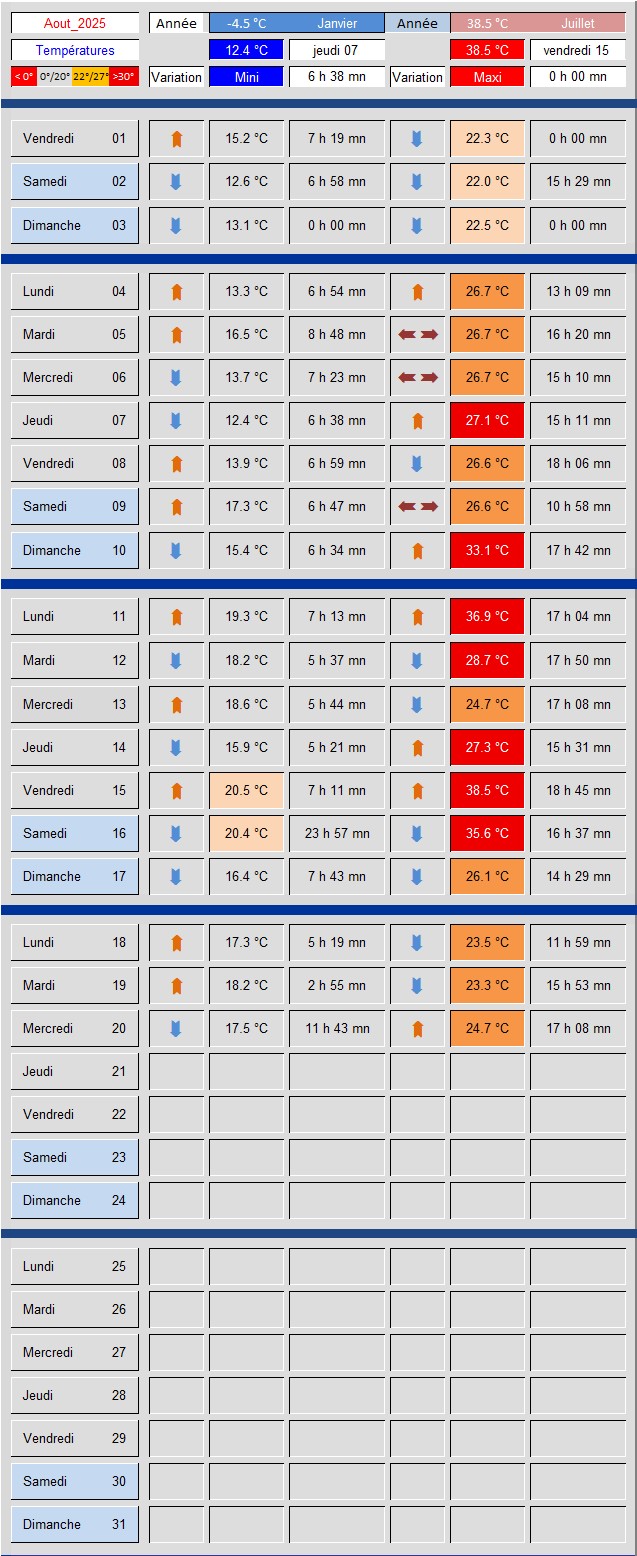 Aout_2025 Année -4.5 °C Janvier Année 38.5 °C Juillet
Températures 12.4 °C jeudi 07 38.5 °C vendredi 15
< 0° 0°/20° 22°/27° >30° Variation Mini 6 h 38 mn Variation Maxi 0 h 00 mn
Vendredi 01 15.2 °C 7 h 19 mn 22.3 °C 0 h 00 mn
Samedi 02 12.6 °C 6 h 58 mn 22.0 °C 15 h 29 mn
Dimanche 03 13.1 °C 0 h 00 mn 22.5 °C 0 h 00 mn
Lundi 04 13.3 °C 6 h 54 mn 26.7 °C 13 h 09 mn
Mardi 05 16.5 °C 8 h 48 mn 26.7 °C 16 h 20 mn
Mercredi 06 13.7 °C 7 h 23 mn 26.7 °C 15 h 10 mn
Jeudi 07 12.4 °C 6 h 38 mn 27.1 °C 15 h 11 mn
Vendredi 08 13.9 °C 6 h 59 mn 26.6 °C 18 h 06 mn
Samedi 09 17.3 °C 6 h 47 mn 26.6 °C 10 h 58 mn
Dimanche 10 15.4 °C 6 h 34 mn 33.1 °C 17 h 42 mn
Lundi 11 19.3 °C 7 h 13 mn 36.9 °C 17 h 04 mn
Mardi 12 18.2 °C 5 h 37 mn 28.7 °C 17 h 50 mn
Mercredi 13 18.6 °C 5 h 44 mn 24.7 °C 17 h 08 mn
Jeudi 14 15.9 °C 5 h 21 mn 27.3 °C 15 h 31 mn
Vendredi 15 20.5 °C 7 h 11 mn 38.5 °C 18 h 45 mn
Samedi 16 20.4 °C 23 h 57 mn 35.6 °C 16 h 37 mn
Dimanche 17 16.4 °C 7 h 43 mn 26.1 °C 14 h 29 mn
Lundi 18 17.3 °C 5 h 19 mn 23.5 °C 11 h 59 mn
Mardi 19 18.2 °C 2 h 55 mn 23.3 °C 15 h 53 mn
Mercredi 20 17.5 °C 11 h 43 mn 24.7 °C 17 h 08 mn
Jeudi 21
Vendredi 22
Samedi 23
Dimanche 24
Lundi 25
Mardi 26
Mercredi 27
Jeudi 28
Vendredi 29
Samedi 30
Dimanche 31